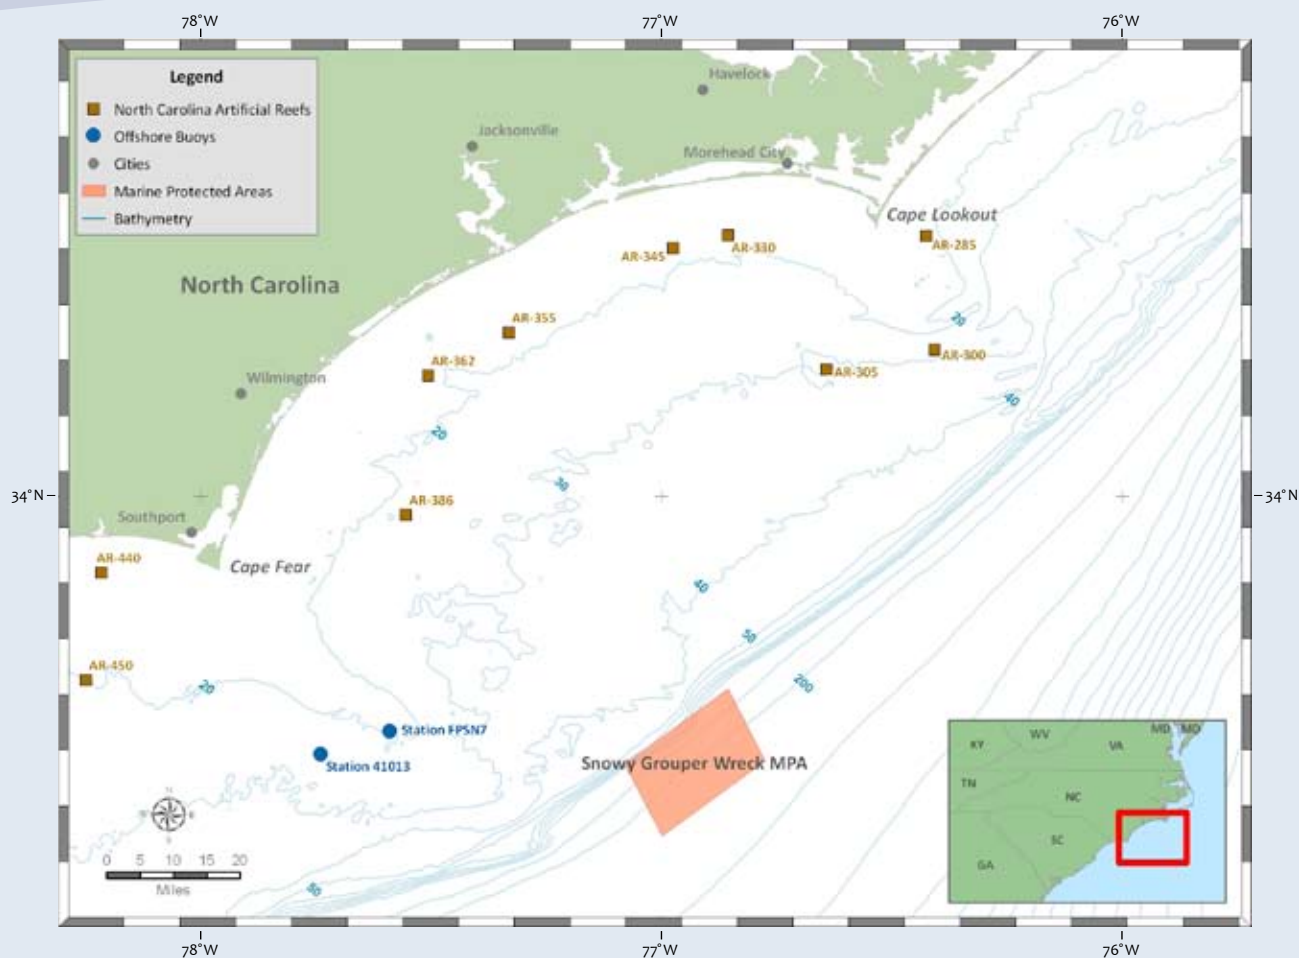 78°W 77°W 76°W
Legend
North Carolina Artificial Reefs
Offshore Buoys
Cities
Marine Protected Areas
Bathymetry
Havelock
Jacksonville
Morehead City
Cape Lookout
AR-285
AR-330
AR-345
North Carolina
AR-355
20
AR-300
AR-362
AR-305
Wilmington
40
20
30
34°N 34°N
AR-386
Southport
AR-440
Cape Fear
40
50
AR-450
20
200
Station FPSN7
Station 41013
Snowy Grouper Wreck MPA
KY WV VA MD MD
TN NC
SC
GA
N
W E
S
0 5 10 15 20
Miles
50
78°W 77°W 76°W